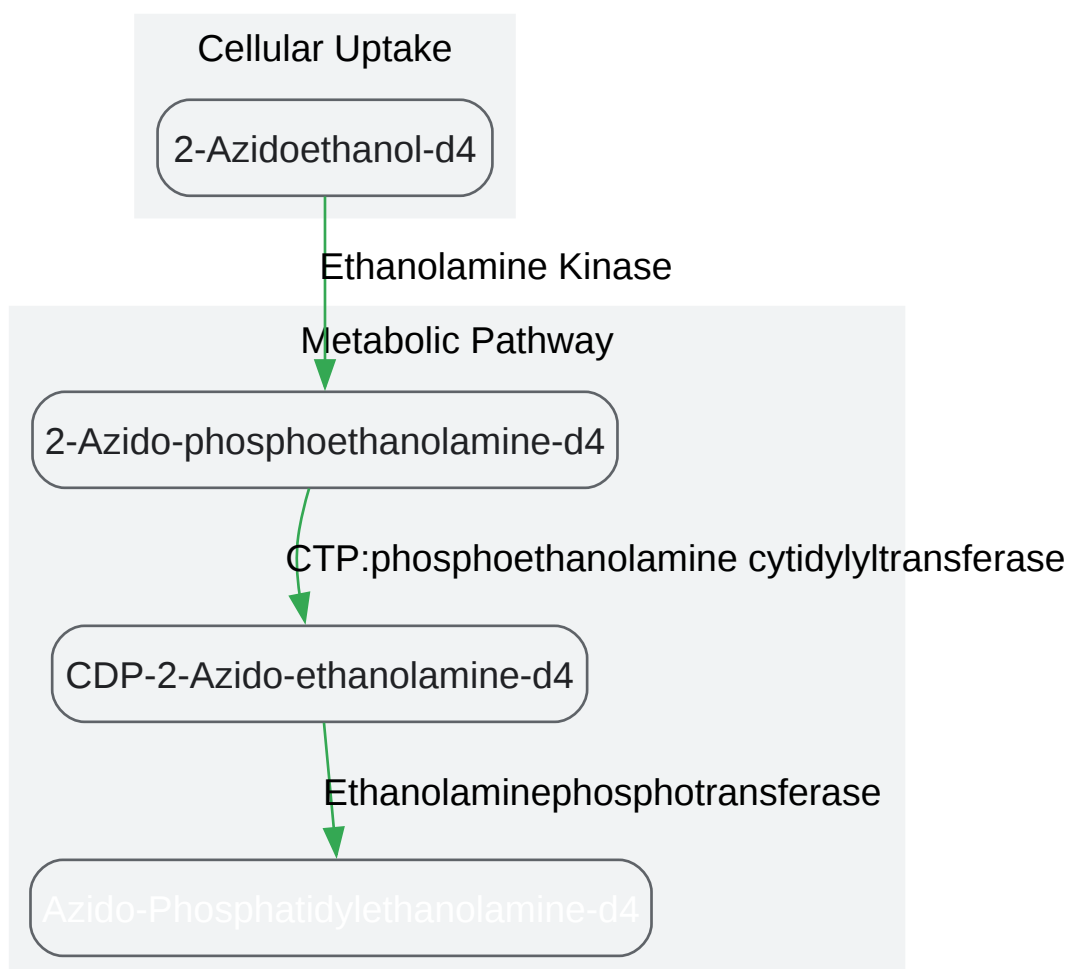 Cellular Uptake
2-Azidoethanol-d4
Ethanolamine Kinase
Metabolic Pathway
2-Azido-phosphoethanolamine-d4
CTP:phosphoethanolamine cytidylyltransferase
CDP-2-Azido-ethanolamine-d4
Ethanolaminephosphotransferase
Azido-Phosphatidylethanolamine-d4